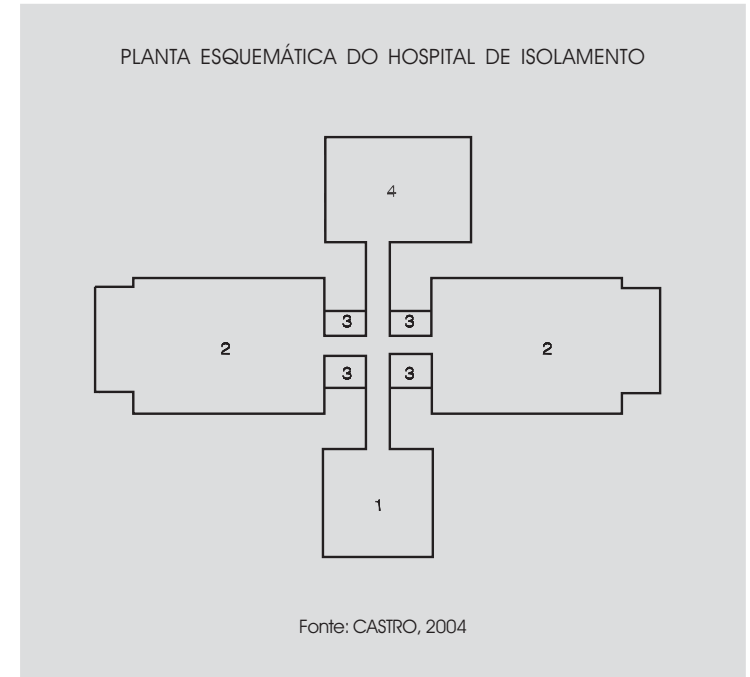 PLANTA ESQUEMÁTICA DO HOSPITAL DE ISOLAMENTO
4
3 3
2 2
3 3
1
Fonte: CASTRO, 2004